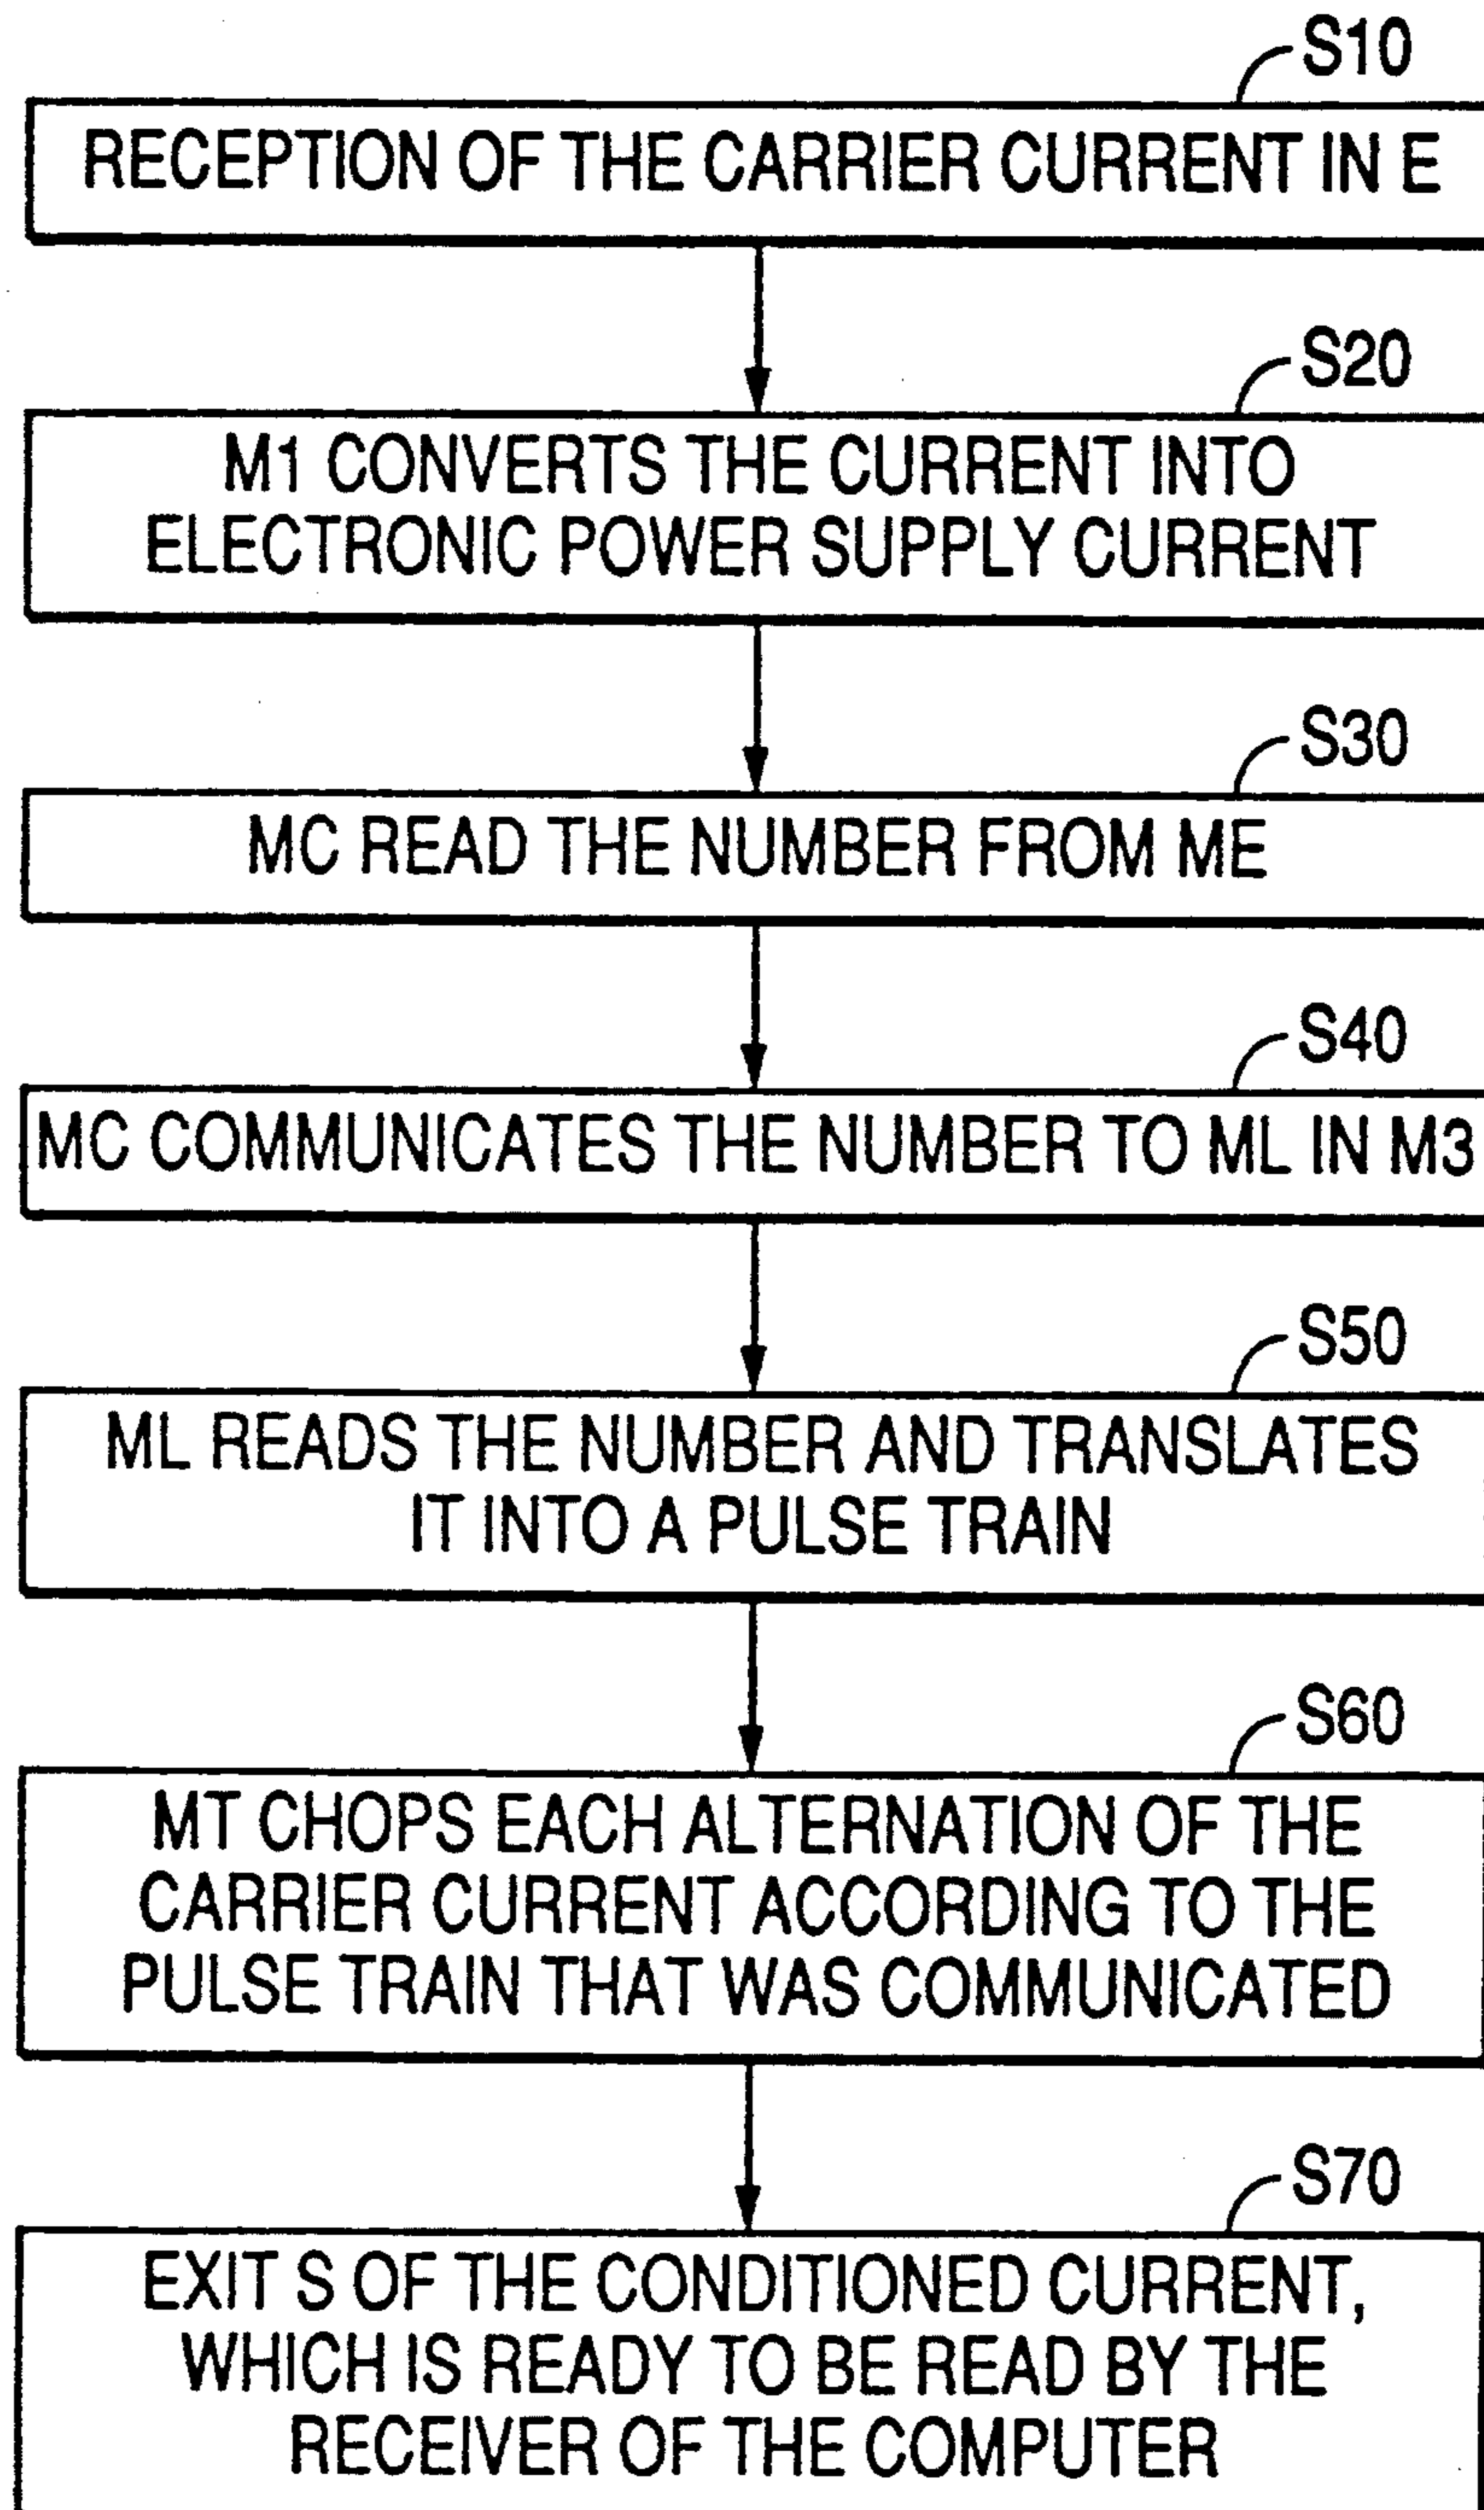 S10
RECEPTION OF THE CARRIER CURRENT IN E
S20
M1 CONVERTS THE CURRENT INTO
ELECTRONIC POWER SUPPLY CURRENT
S30
MC READ THE NUMBER FROM ME
S40
MC COMMUNICATES THE NUMBER TO ML IN M3
S50
ML READS THE NUMBER AND TRANSLATES
IT INTO A PULSE TRAIN
S60
MT CHOPS EACH ALTERNATION OF THE
CARRIER CURRENT ACCORDING TO THE
PULSE TRAIN THAT WAS COMMUNICATED
S70
EXIT S OF THE CONDITIONED CURRENT,
WHICH IS READY TO BE READ BY THE
RECEIVER OF THE COMPUTER